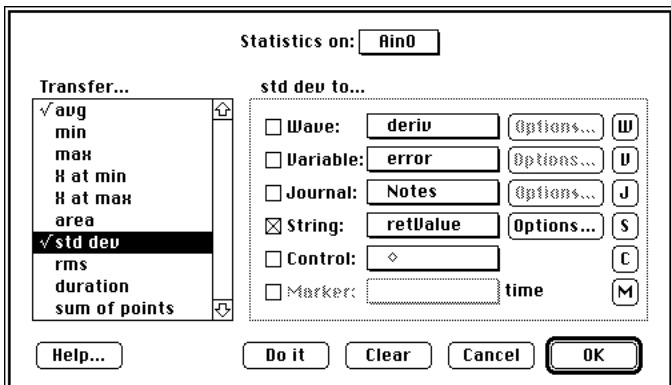 Statistics on: Ain0
Transfer...
√ avg
min
max
X at min
X at max
area
√ std dev
rms
duration
sum of points
std dev to...
Wave: deriv Options... W
Variable: error Options... V
Journal: Notes Options... J
String: retValue Options... S
Control: ◇ C
Marker: time M
Help... Do it Clear Cancel OK